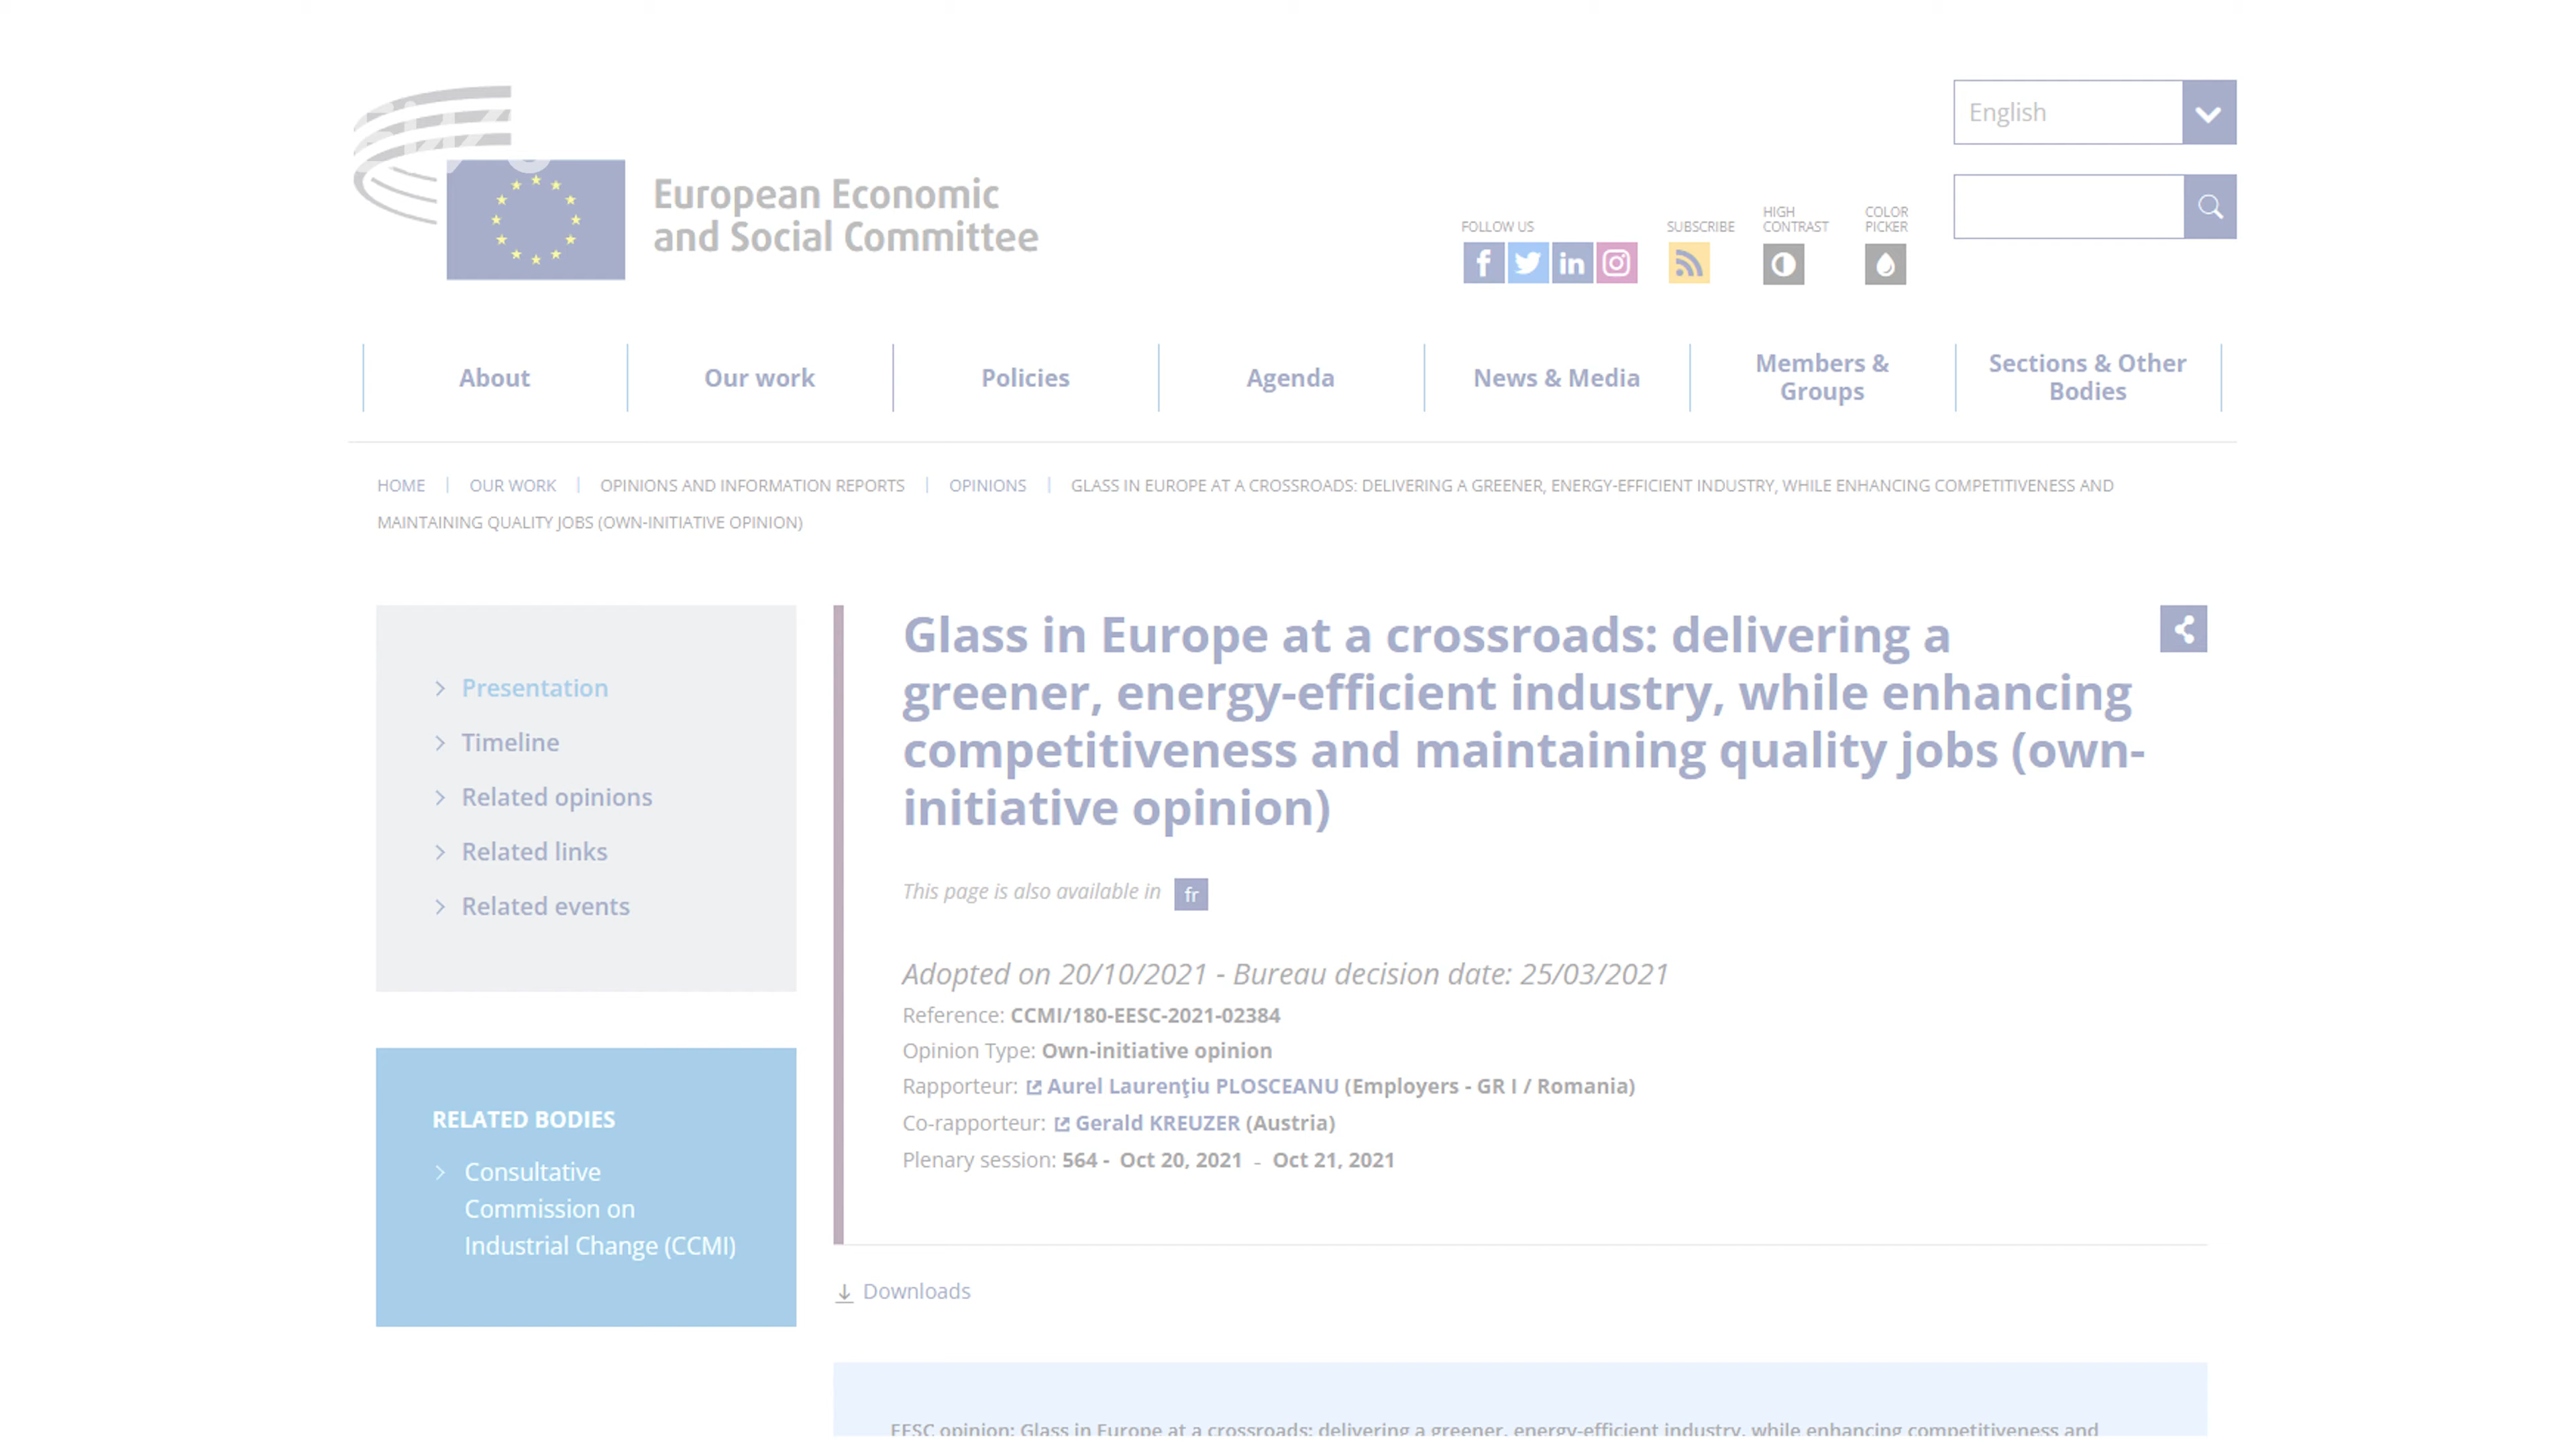 English
European Economic
and Social Committee
FOLLOW US
SUBSCRIBE
HIGH
CONTRAST
COLOR
PICKER
About
Our work
Policies
Agenda
News & Media
Members &
Groups
Sections & Other
Bodies
HOME
OUR WORK
OPINIONS AND INFORMATION REPORTS
OPINIONS
GLASS IN EUROPE AT A CROSSROADS: DELIVERING A GREENER, ENERGY-EFFICIENT INDUSTRY, WHILE ENHANCING COMPETITIVENESS AND
MAINTAINING QUALITY JOBS (OWN-INITIATIVE OPINION)
Presentation
Timeline
Related opinions
Related links
Related events
RELATED BODIES
Consultative
Commission on
Industrial Change (CCMI)
Glass in Europe at a crossroads: delivering a
greener, energy-efficient industry, while enhancing
competitiveness and maintaining quality jobs (own-
initiative opinion)
This page is also available in fr
Adopted on 20/10/2021 - Bureau decision date: 25/03/2021
Reference: CCMI/180-EESC-2021-02384
Opinion Type: Own-initiative opinion
Rapporteur: Aurel Laurenţiu PLOSCEANU (Employers - GR I / Romania)
Co-rapporteur: Gerald KREUZER (Austria)
Plenary session: 564 - Oct 20, 2021 - Oct 21, 2021
Downloads
EESC opinion: Glass in Europe at a crossroads: delivering a greener, energy-efficient industry, while enhancing competitiveness and